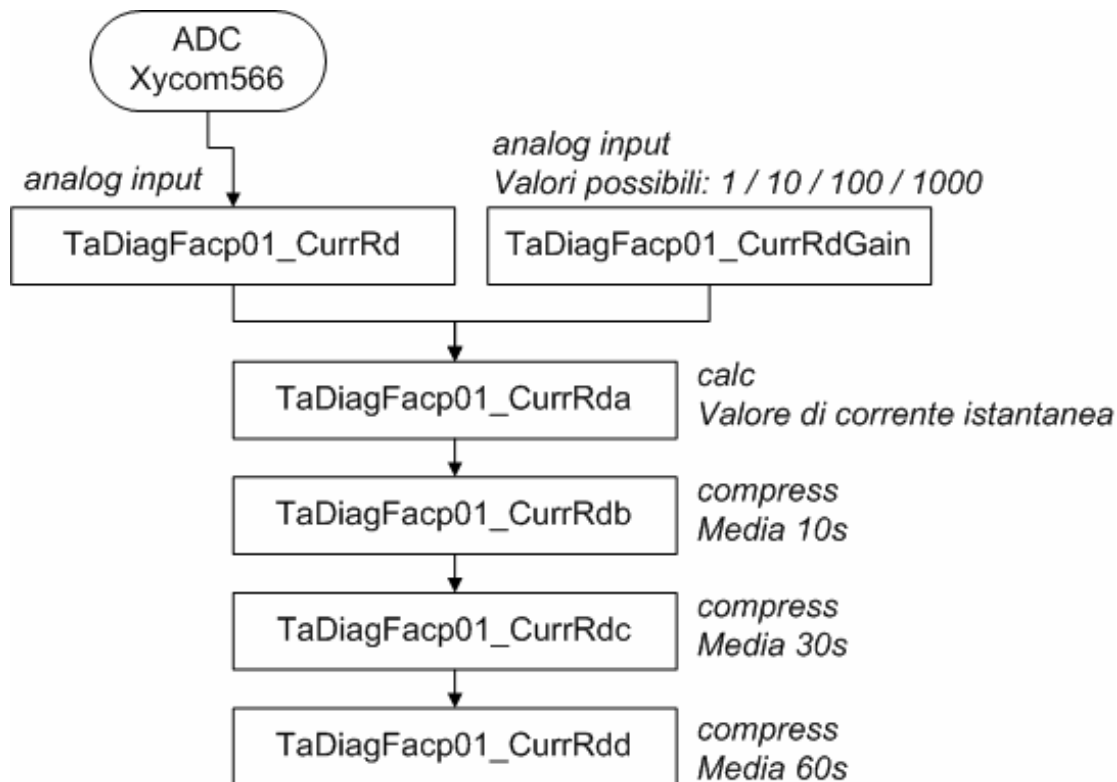 ADC
Xycom566
analog input
analog input
Valori possibili: 1 / 10 / 100 / 1000
TaDiagFacp01_CurrRd
TaDiagFacp01_CurrRdGain
TaDiagFacp01_CurrRda
calc
Valore di corrente istantanea
TaDiagFacp01_CurrRdb
compress
Media 10s
TaDiagFacp01_CurrRdc
compress
Media 30s
TaDiagFacp01_CurrRdd
compress
Media 60s